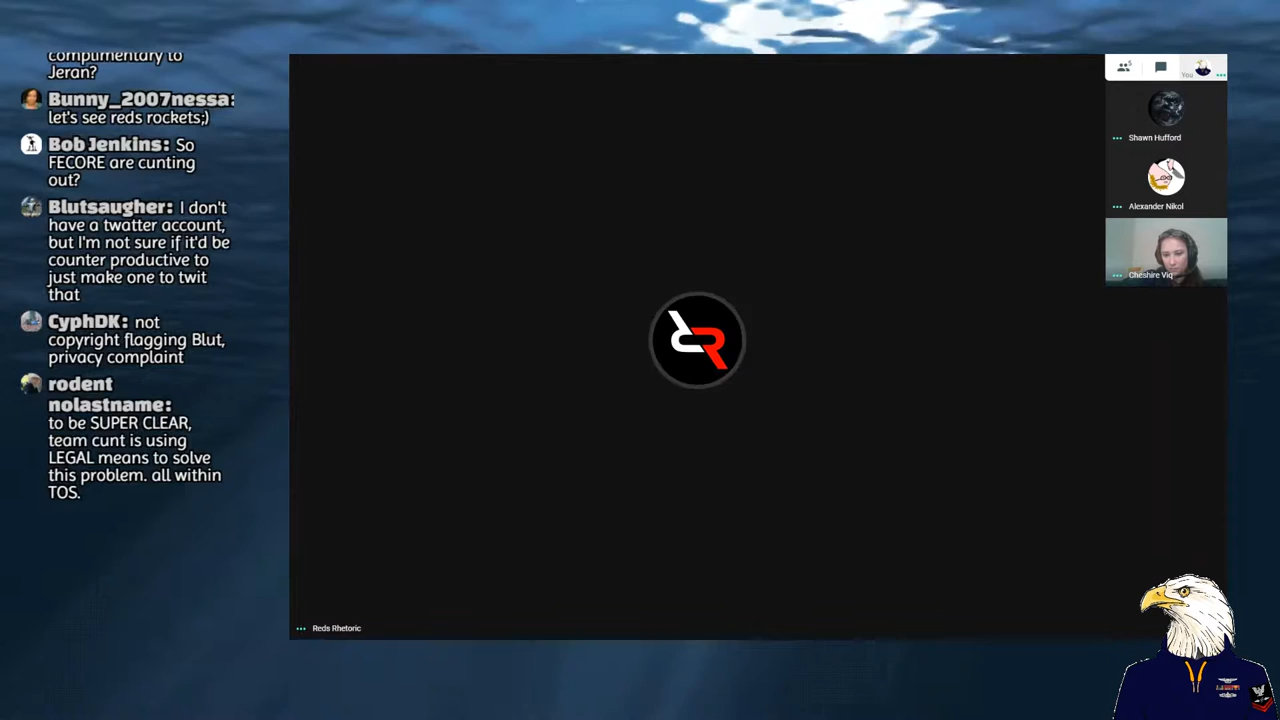 complimentary to
Jeran?
Bunny_2007nessa:
let's see reds rockets;)
Bob Jenkins: So
FECORE are cunting
out?
Blutsaugher: I don't
have a twatter account,
but I'm not sure if it'd be
counter productive to
just make one to twit
that
CyphDK: not
copyright flagging Blut,
privacy complaint
rodent
nolastname:
to be SUPER CLEAR,
team cunt is using
LEGAL means to solve
this problem. all within
TOS.
You
Shawn Hufford
Alexander Nikol
Cheshire Viq
Reds Rhetoric